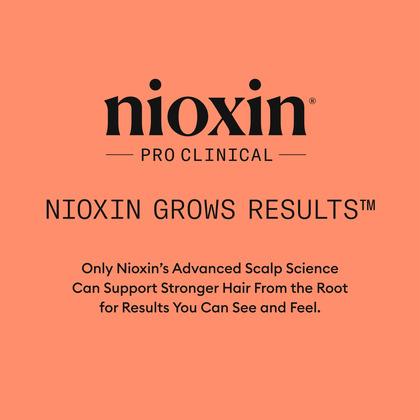 nioxin®
PRO CLINICAL
NIOXIN GROWS RESULTS™
Only Nioxin's Advanced Scalp Science
Can Support Stronger Hair From the Root
for Results You Can See and Feel.